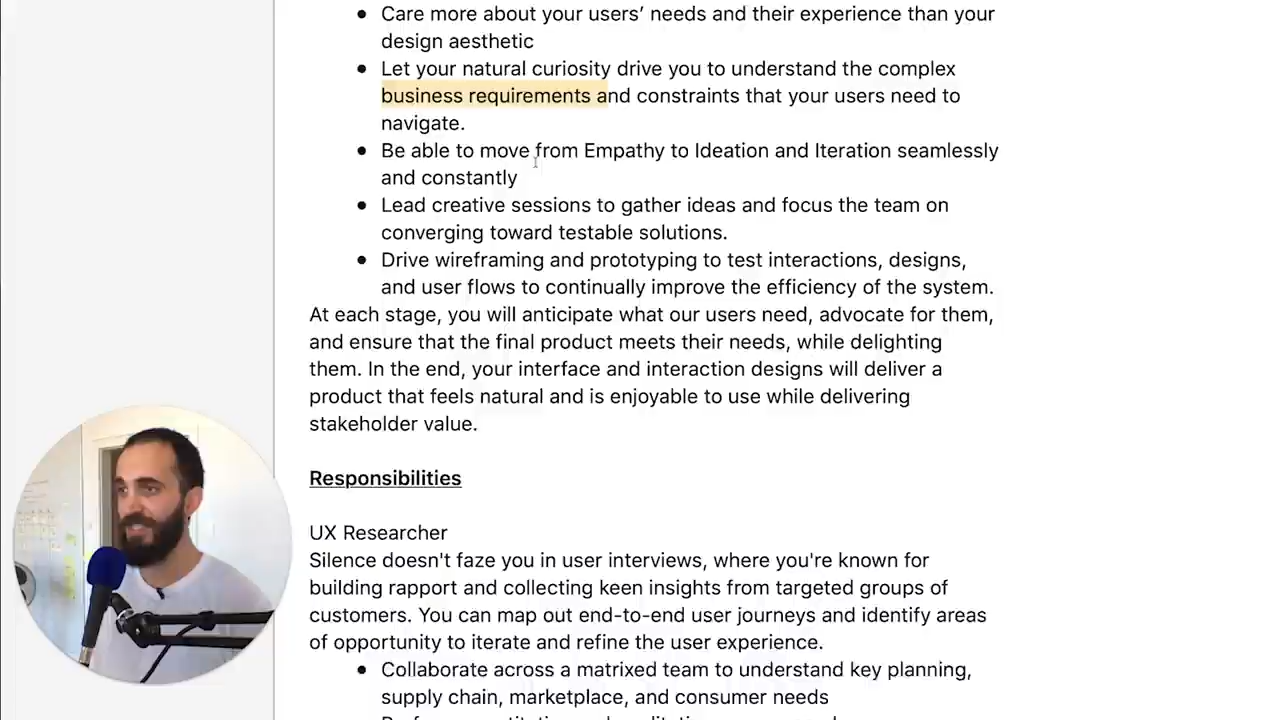 Care more about your users’ needs and their experience than your
design aesthetic
Let your natural curiosity drive you to understand the complex
business requirements and constraints that your users need to
navigate.
Be able to move from Empathy to Ideation and Iteration seamlessly
and constantly
Lead creative sessions to gather ideas and focus the team on
converging toward testable solutions.
Drive wireframing and prototyping to test interactions, designs,
and user flows to continually improve the efficiency of the system.
At each stage, you will anticipate what our users need, advocate for them,
and ensure that the final product meets their needs, while delighting
them. In the end, your interface and interaction designs will deliver a
product that feels natural and is enjoyable to use while delivering
stakeholder value.
Responsibilities
UX Researcher
Silence doesn't faze you in user interviews, where you're known for
building rapport and collecting keen insights from targeted groups of
customers. You can map out end-to-end user journeys and identify areas
of opportunity to iterate and refine the user experience.
Collaborate across a matrixed team to understand key planning,
supply chain, marketplace, and consumer needs